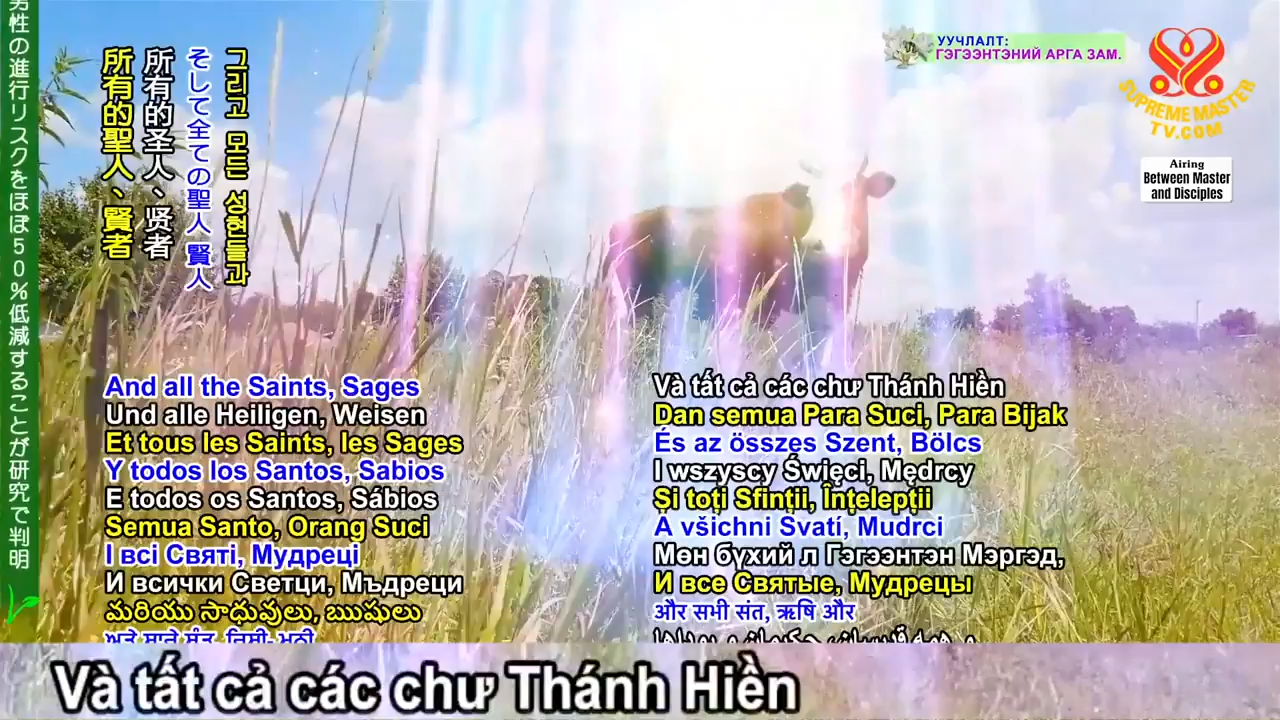 男性の進行リスクをほぼ50%低減することが研究で判明
所有的聖人、賢者
所有的圣人、贤者
そして全ての聖人 賢人
그리고 모든 성현들과
УУЧЛАЛТ:
ГЭГЭЭНТЭНИЙ АРГА ЗАМ.
SUPREME MASTER
TV.COM
Airing
Between Master
and Disciples
And all the Saints, Sages
Und alle Heiligen, Weisen
Et tous les Saints, les Sages
Y todos los Santos, Sabios
E todos os Santos, Sábios
Semua Santo, Orang Suci
І всі Святі, Мудреці
И всички Светци, Мъдреци
మరియు సాధువులు, ఋషులు
ਅਤੇ ਸਾਰੇ ਸੰਤ, ਰਿਸ਼ੀ-ਮੁਨੀ
Và tất cả các chư Thánh Hiền
Dan semua Para Suci, Para Bijak
És az összes Szent, Bölcs
I wszyscy Święci, Mędrcy
Și toți Sfinții, Înțelepții
A všichni Svatí, Mudrci
Мөн бүхий л Гэгээнтэн Мэргэд,
И все Святые, Мудрецы
और सभी संत, ऋषि और
Và tất cả các chư Thánh Hiền